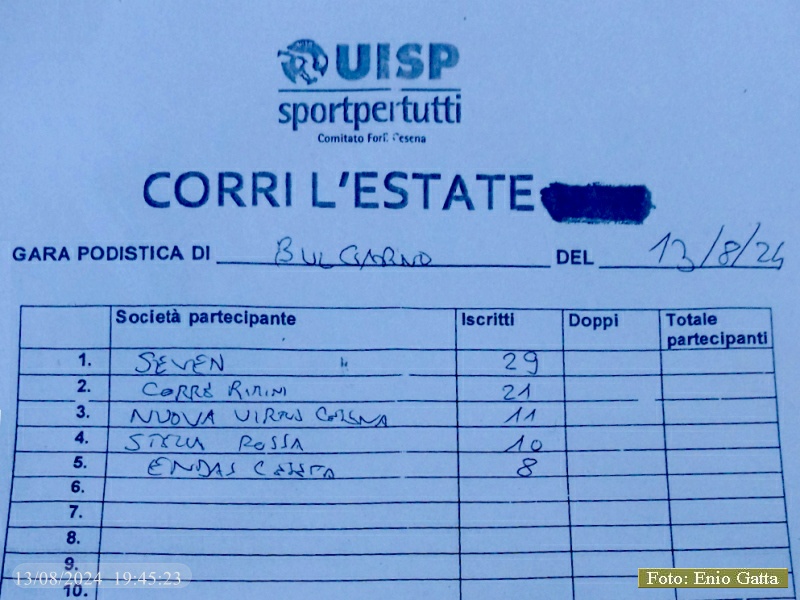 UISP
sportpertutti
Comitato Forlì Cesena
CORRI L'ESTATE
GARA PODISTICA DI BULGARNO DEL 13/8/24
Società partecipante Iscritti Doppi Totale partecipanti
1. SEVEN 29
2. CORRE RIMINI 21
3. NUOVA VIRTUS CESENA 11
4. STELLA ROSSA 10
5. ENDAS CESENA 8
6.
7.
8.
9.
10.
13/08/2024 19:45:23
Foto: Enio Gatta